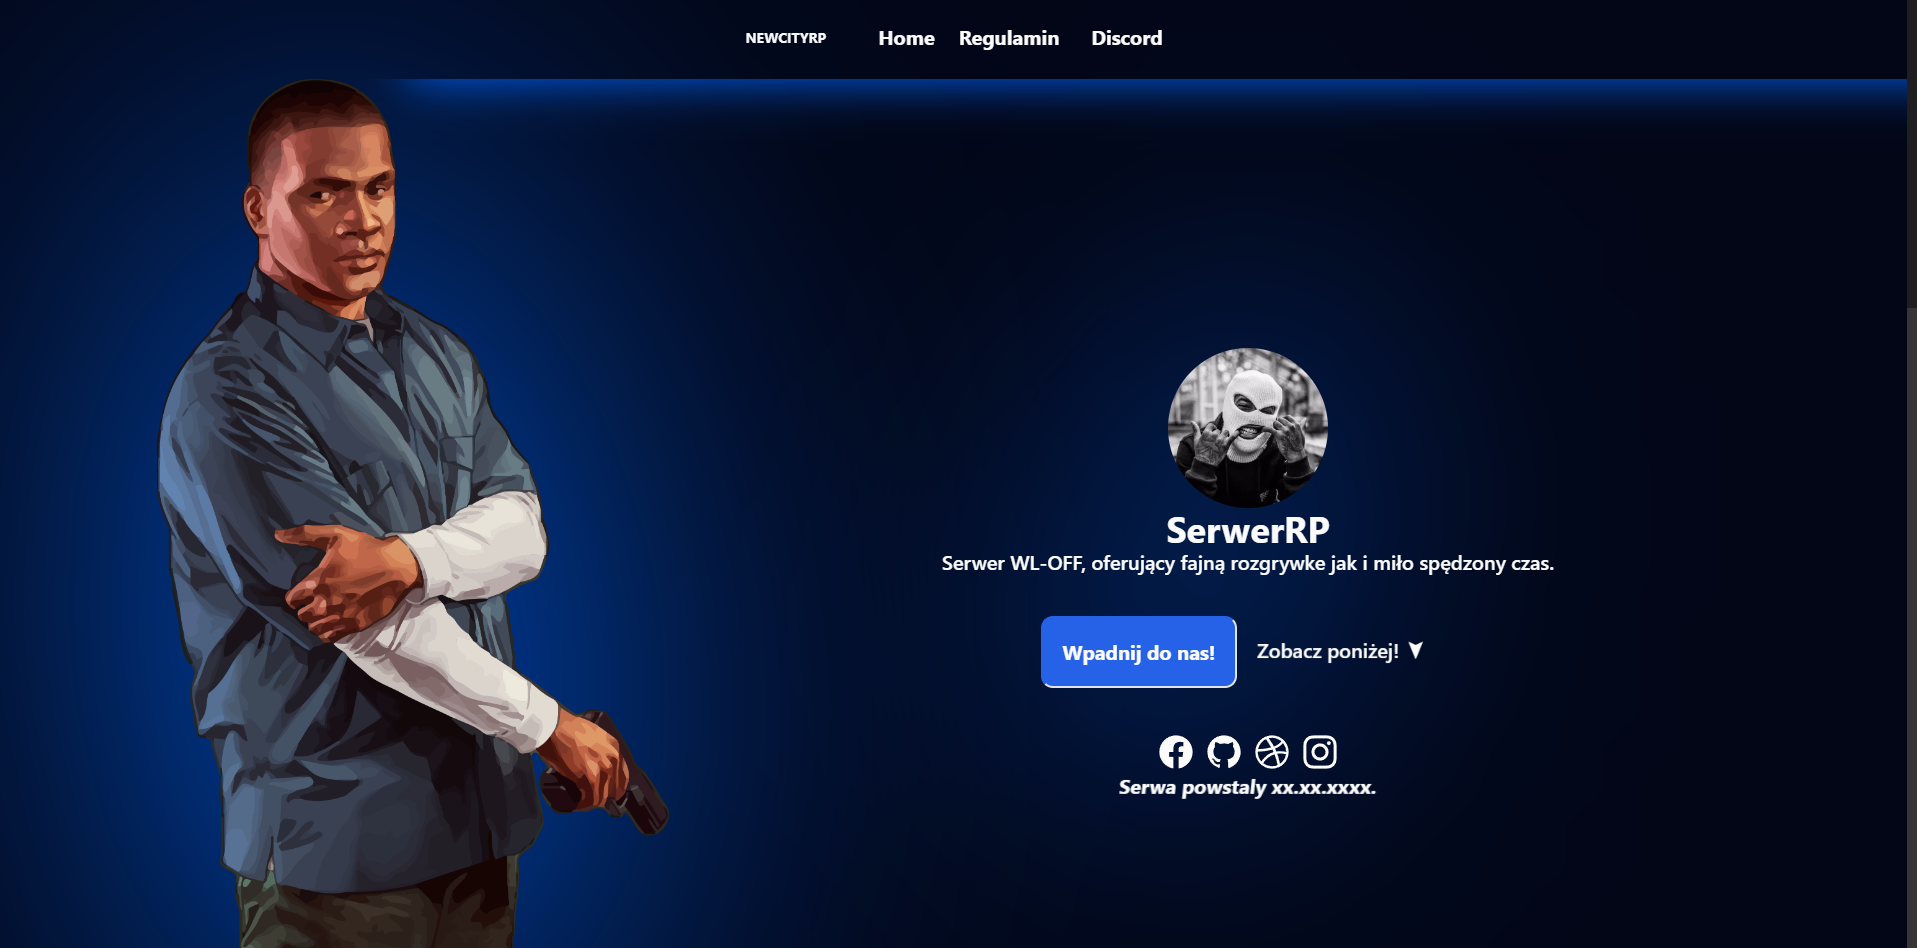 NEWCITYRP Home Regulamin Discord
SerwerRP
Serwer WL-OFF, oferujący fajną rozgrywke jak i miło spędzony czas.
Wpadnij do nas! Zobacz poniżej!
Serwa powstaly xx.xx.xxxx.